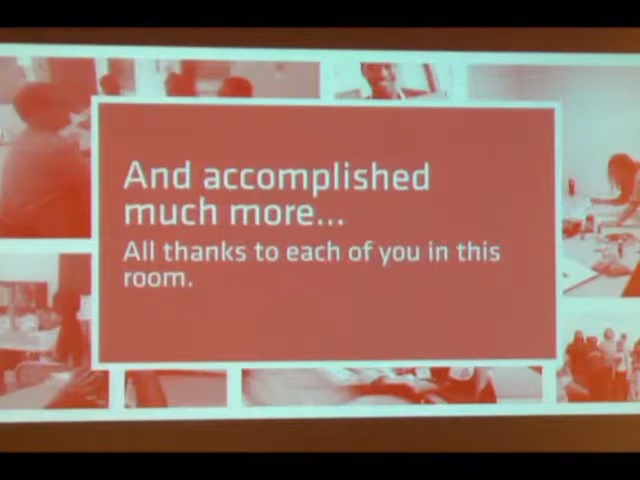 And accomplished
much more...
All thanks to each of you in this
room.